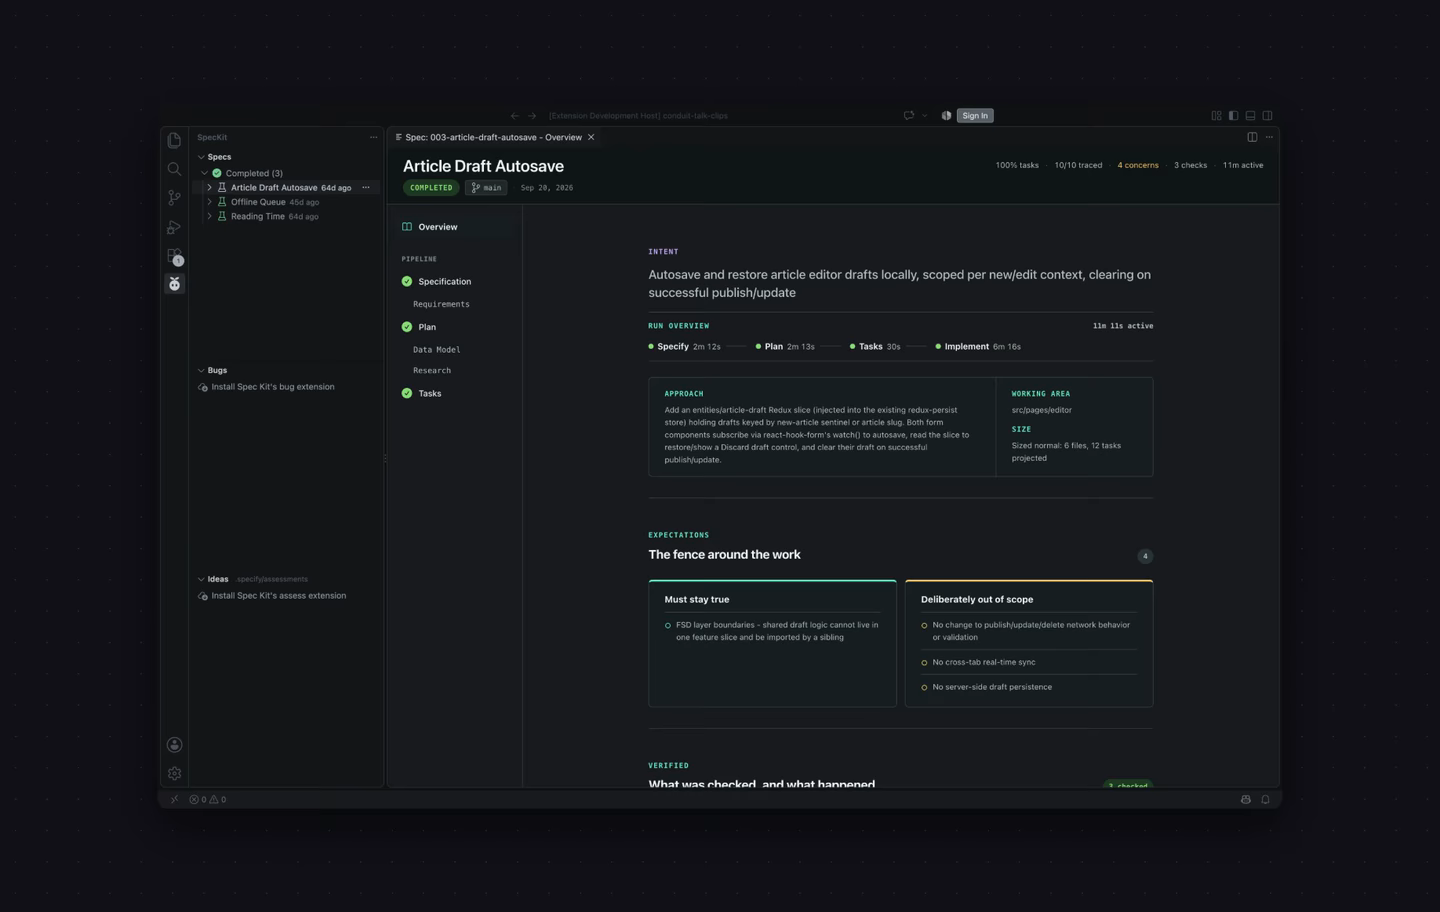 [Extension Development Host] conduit-talk-clips
Sign In
SpecKit
Specs
Completed (3)
Article Draft Autosave 64d ago
Offline Queue 45d ago
Reading Time 64d ago
1
Bugs
Install Spec Kit's bug extension
Ideas .specify/assessments
Install Spec Kit's assess extension
Spec: 003-article-draft-autosave - Overview
Article Draft Autosave
100% tasks · 10/10 traced · 4 concerns · 3 checks · 11m active
COMPLETED main Sep 20, 2026
Overview
PIPELINE
Specification
Requirements
Plan
Data Model
Research
Tasks
INTENT
Autosave and restore article editor drafts locally, scoped per new/edit context, clearing on
successful publish/update
RUN OVERVIEW 11m 11s active
Specify 2m 12s Plan 2m 13s Tasks 30s Implement 6m 16s
APPROACH
Add an entities/article-draft Redux slice (injected into the existing redux-persist
store) holding drafts keyed by new-article sentinel or article slug. Both form
components subscribe via react-hook-form's watch() to autosave, read the slice to
restore/show a Discard draft control, and clear their draft on successful
publish/update.
WORKING AREA
src/pages/editor
SIZE
Sized normal: 6 files, 12 tasks
projected
EXPECTATIONS
The fence around the work 4
Must stay true
FSD layer boundaries - shared draft logic cannot live in
one feature slice and be imported by a sibling
Deliberately out of scope
No change to publish/update/delete network behavior
or validation
No cross-tab real-time sync
No server-side draft persistence
VERIFIED
What was checked, and what happened 3 checked
0 0